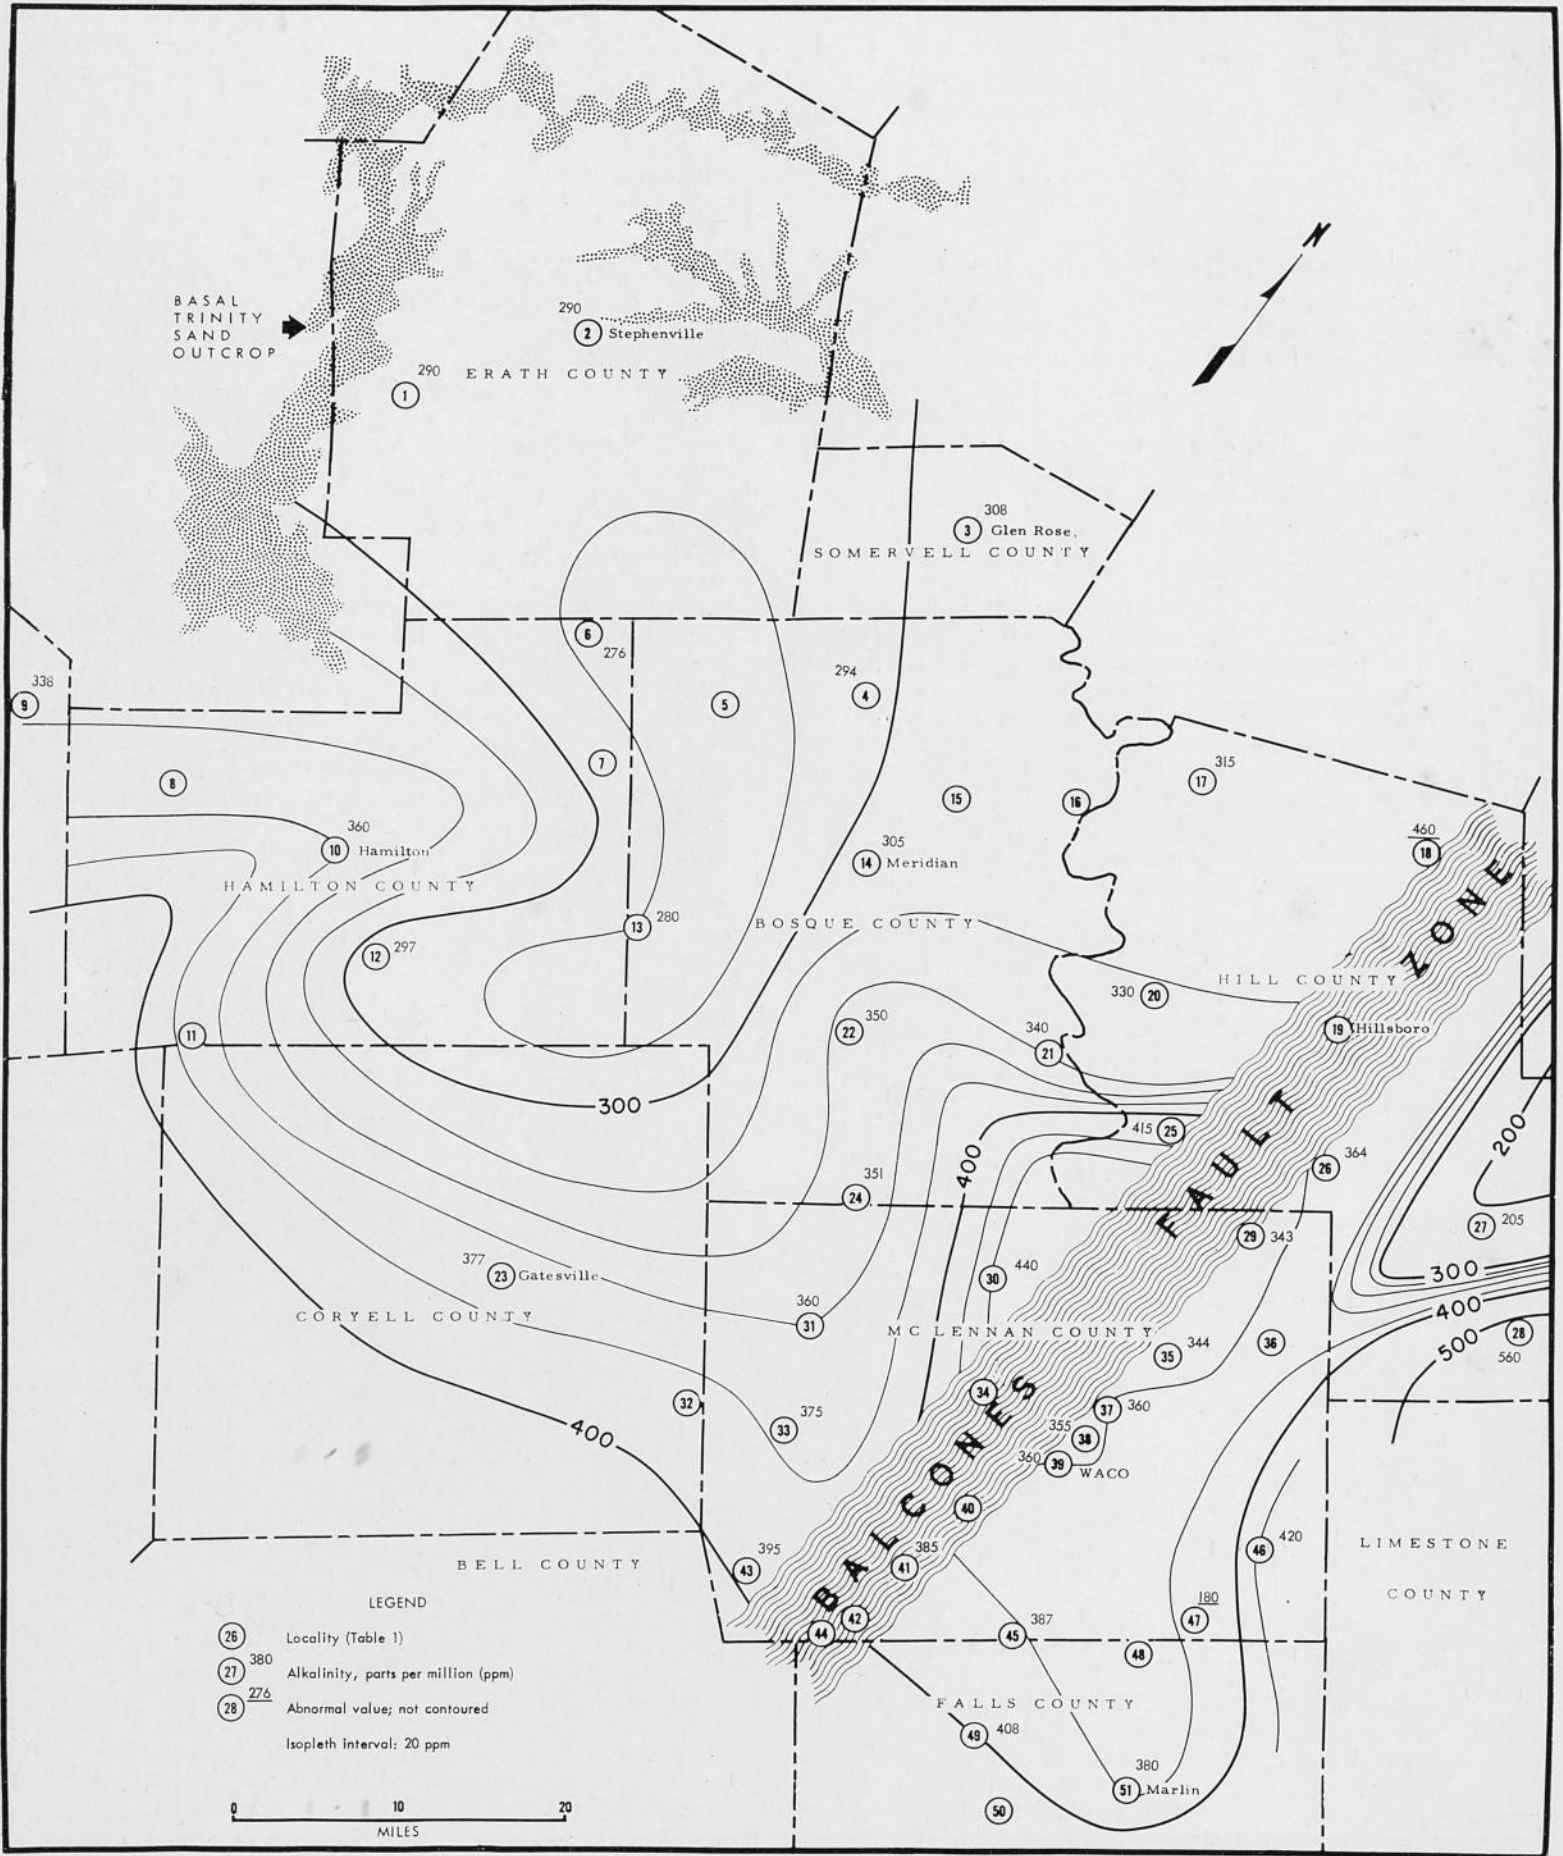 N
BASAL
TRINITY
SAND
OUTCROP
290
2 Stephenville
290
1
ERATH COUNTY
308
3 Glen Rose.
SOMERVELL COUNTY
6
276
338
9
294
4
5
7
8
315
17
15
16
360
10 Hamilton
305
14 Meridian
460
18
HAMILTON COUNTY
13 280
BOSQUE COUNTY
12 297
HILL COUNTY
330 20
350
22
340
21
19 Hillsboro
11
300
415 25
200
364
26
400
351
24
27 205
29 343
377
23 Gatesville
440
30
300
400
360
31
CORYELL COUNTY
MC LENNAN COUNTY
500
28
560
344
35
36
34
32
375
33
37 360
355
38
360 39
WACO
400
BALCONES FAULT ZONE
40
385
41
420
46
LIMESTONE
COUNTY
395
43
BELL COUNTY
42
44
387
45
180
47
48
FALLS COUNTY
49 408
380
51 Marlin
50
LEGEND
26 Locality (Table 1)
27 380 Alkalinity, parts per million (ppm)
28 276 Abnormal value; not contoured
Isopleth interval: 20 ppm
0 10 20
MILES